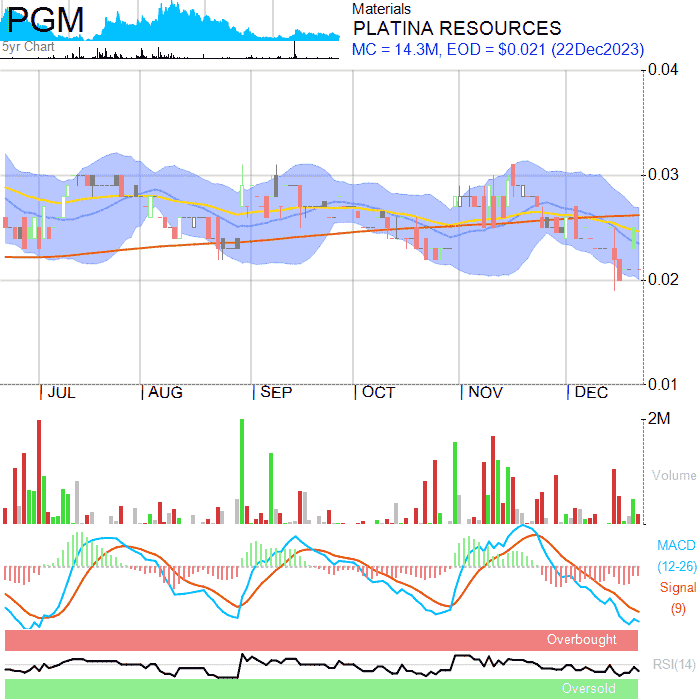 PGM
5yr Chart
Materials
PLATINA RESOURCES
MC = 14.3M, EOD = $0.021 (22Dec2023)
0.04
0.03
0.02
0.01
JUL AUG SEP OCT NOV DEC
2M
Volume
MACD
(12-26)
Signal
(9)
Overbought
RSI(14)
Oversold